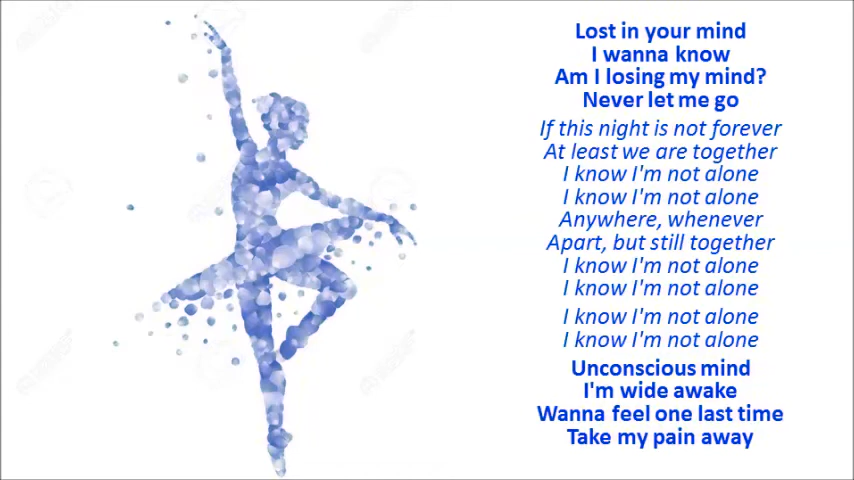 Lost in your mind
I wanna know
Am I losing my mind?
Never let me go
If this night is not forever
At least we are together
I know I'm not alone
I know I'm not alone
Anywhere, whenever
Apart, but still together
I know I'm not alone
I know I'm not alone
I know I'm not alone
I know I'm not alone
Unconscious mind
I'm wide awake
Wanna feel one last time
Take my pain away